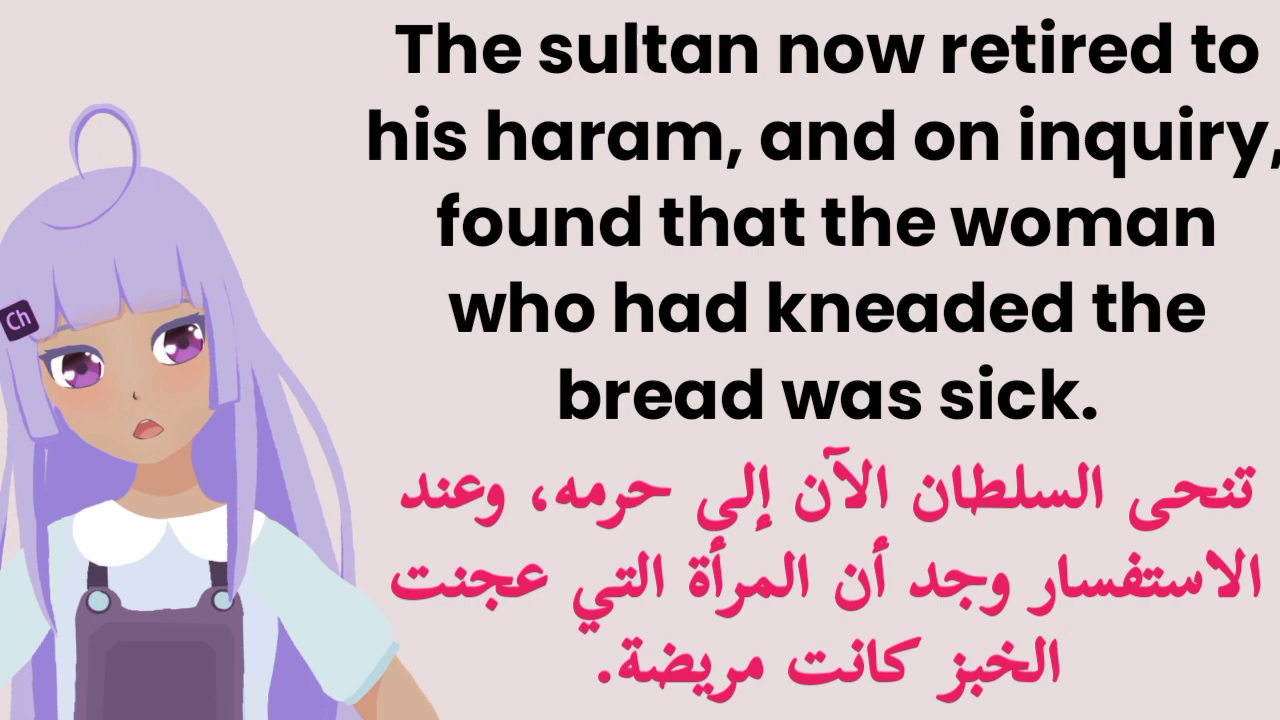 The sultan now retired to
his haram, and on inquiry,
found that the woman
who had kneaded the
bread was sick.
تنحى السلطان الآن إلى حرمه، وعند
الاستفسار وجد أن المرأة التي عجنت
الخبز كانت مريضة.
Ch